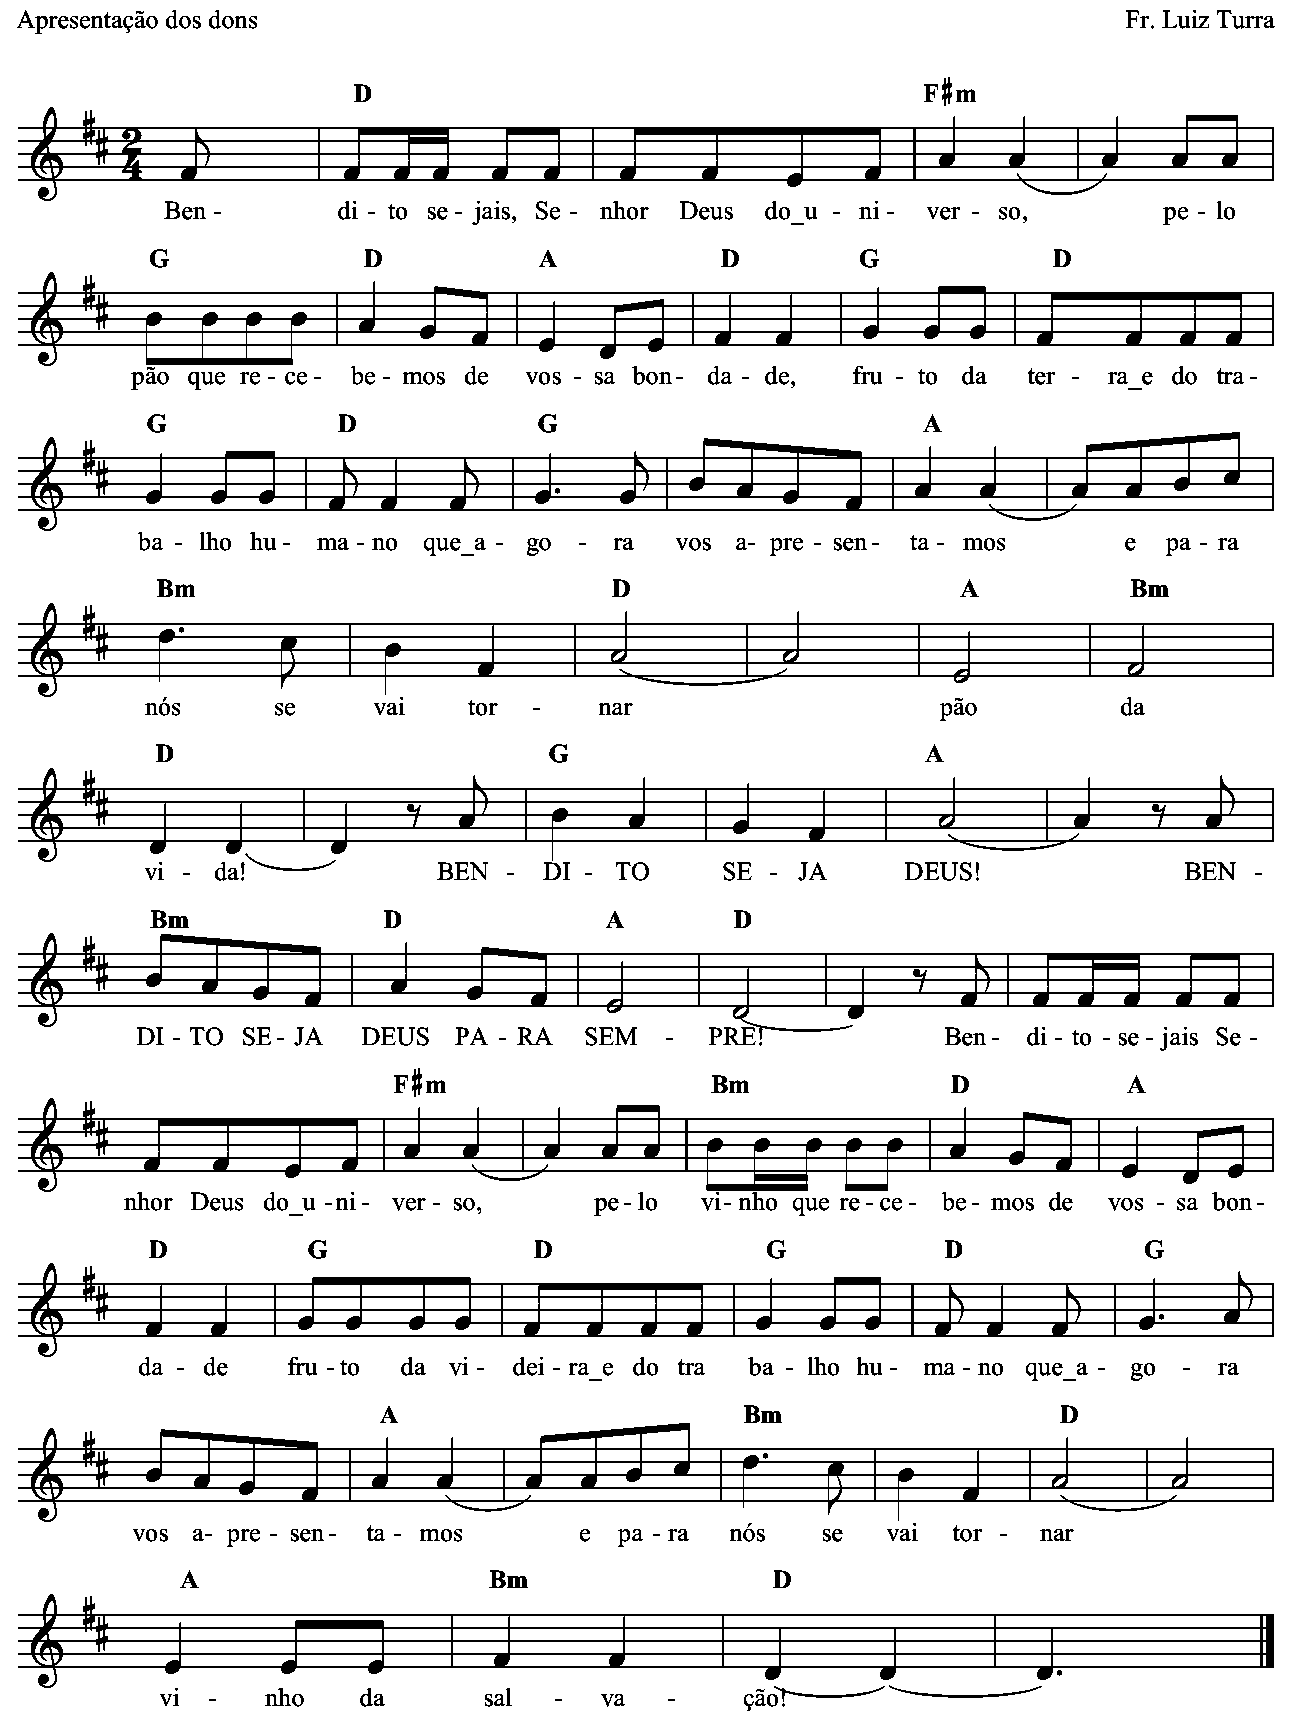 Apresentação dos dons Fr. Luiz Turra
D F♯m
2
4
Ben- di-to se-jais, Se- nhor Deus do_u-ni- ver- so, pe-lo
G D A D G D
pão que re-ce- be-mos de vos-sa bon- da-de, fru-to da ter- ra_e do tra-
G D G A
ba-lho hu- ma-no que_a- go - ra vos a-pre-sen- ta-mos e pa-ra
Bm D A Bm
nós se vai tor - nar pão da
D G A
vi - da! BEN- DI - TO SE - JA DEUS! BEN -
Bm D A D
DI-TO SE-JA DEUS PA-RA SEM - PRE! Ben- di-to-se-jais Se-
F♯m Bm D A
nhor Deus do_u-ni- ver-so, pe-lo vi-nho que re-ce- be-mos de vos-sa bon-
D G D G D G
da-de fru-to da vi- deira_e do tra ba-lho hu- ma-no que_a- go - ra
A Bm D
vos a-pre-sen- ta-mos e pa-ra nós se vai tor - nar
A Bm D
vi - nho da sal - va - ção!